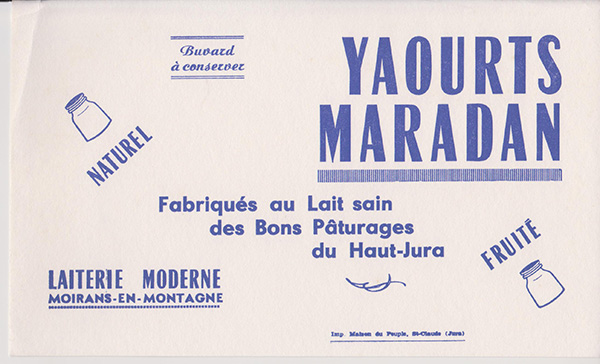 Buvard
à conserver
YAOURTS
MARADAN
NATUREL
Fabriqués au Lait sain
des Bons Pâturages
du Haut-Jura
FRUITÉ
LAITERIE MODERNE
MOIRANS-EN-MONTAGNE
Imp. Maison du Peuple, St-Claude (Jura)